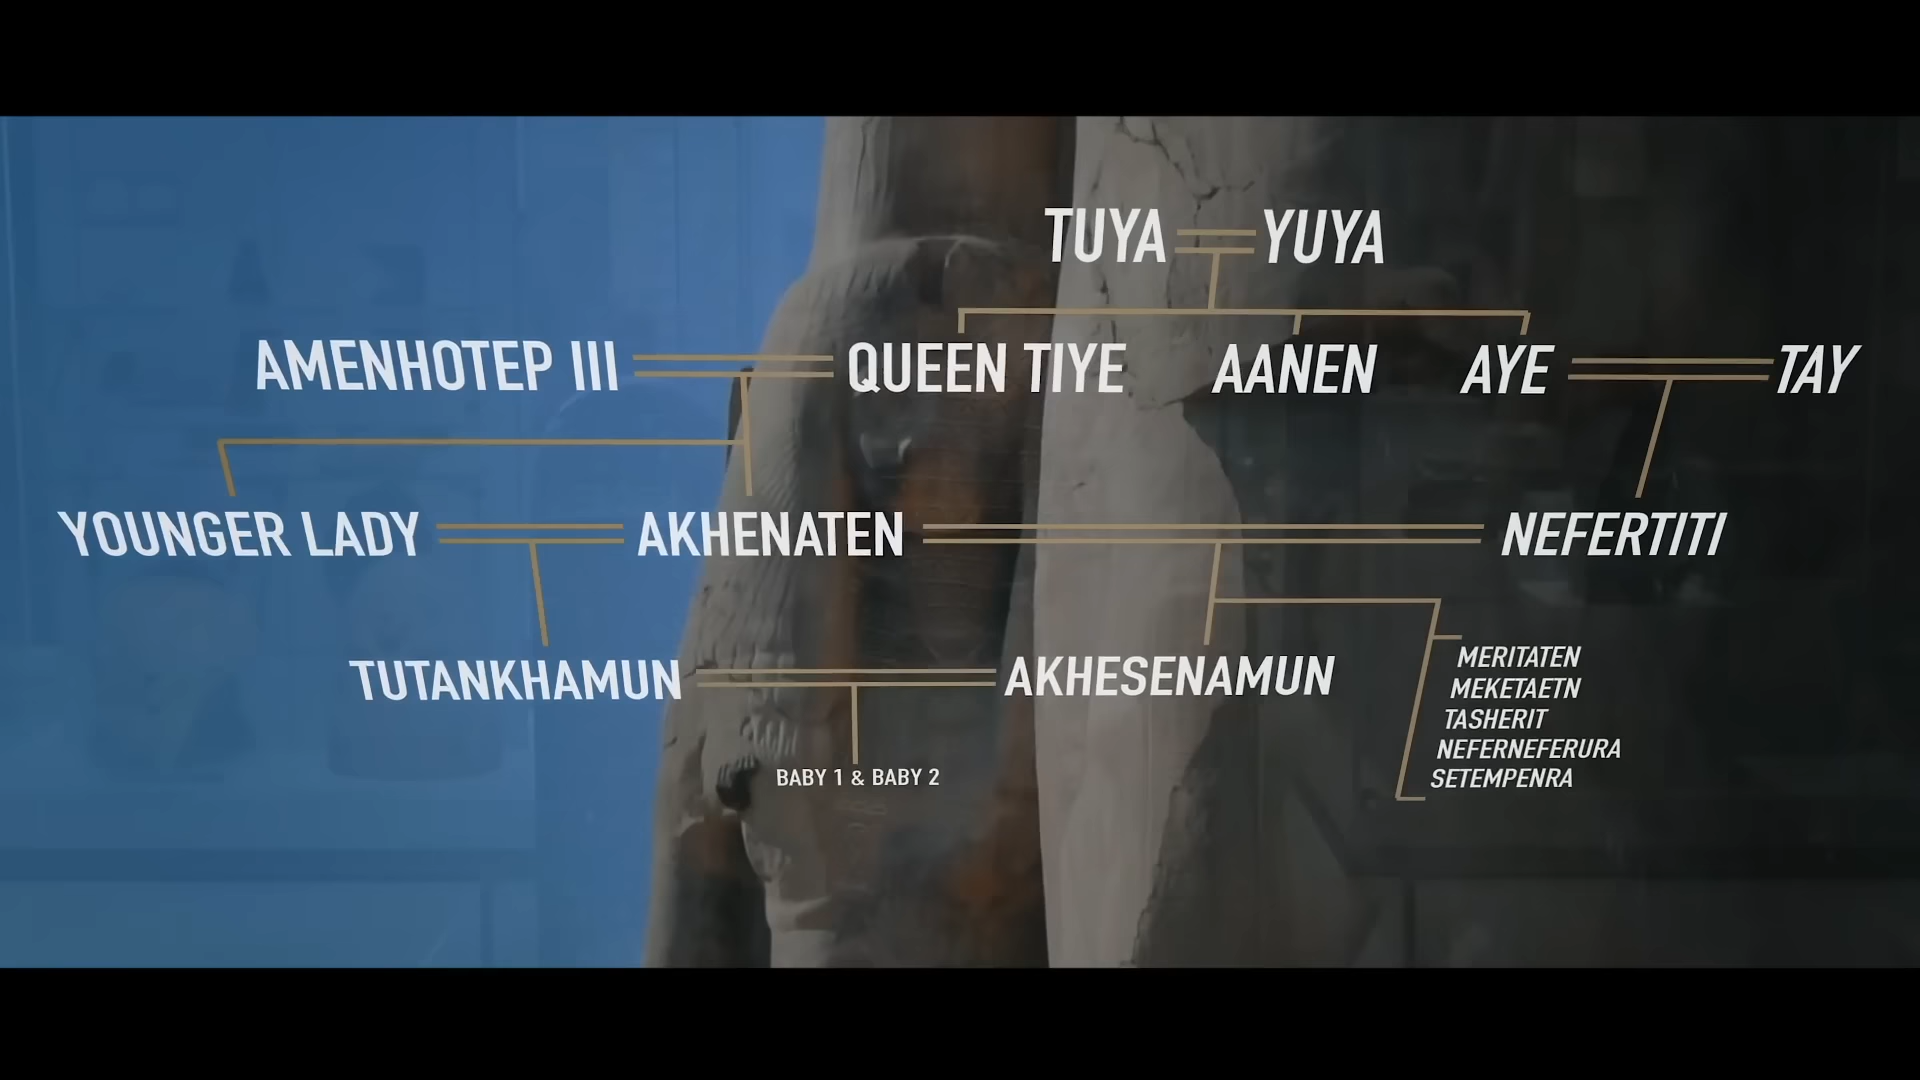 TUYA YUYA
AMENHOTEP III QUEEN TIYE AANEN AYE TAY
YOUNGER LADY AKHENATEN NEFERTITI
TUTANKHAMUN AKHESENAMUN
MERITATEN
MEKETAETN
TASHERIT
NEFERNEFERURA
SETEMPENRA
BABY 1 & BABY 2